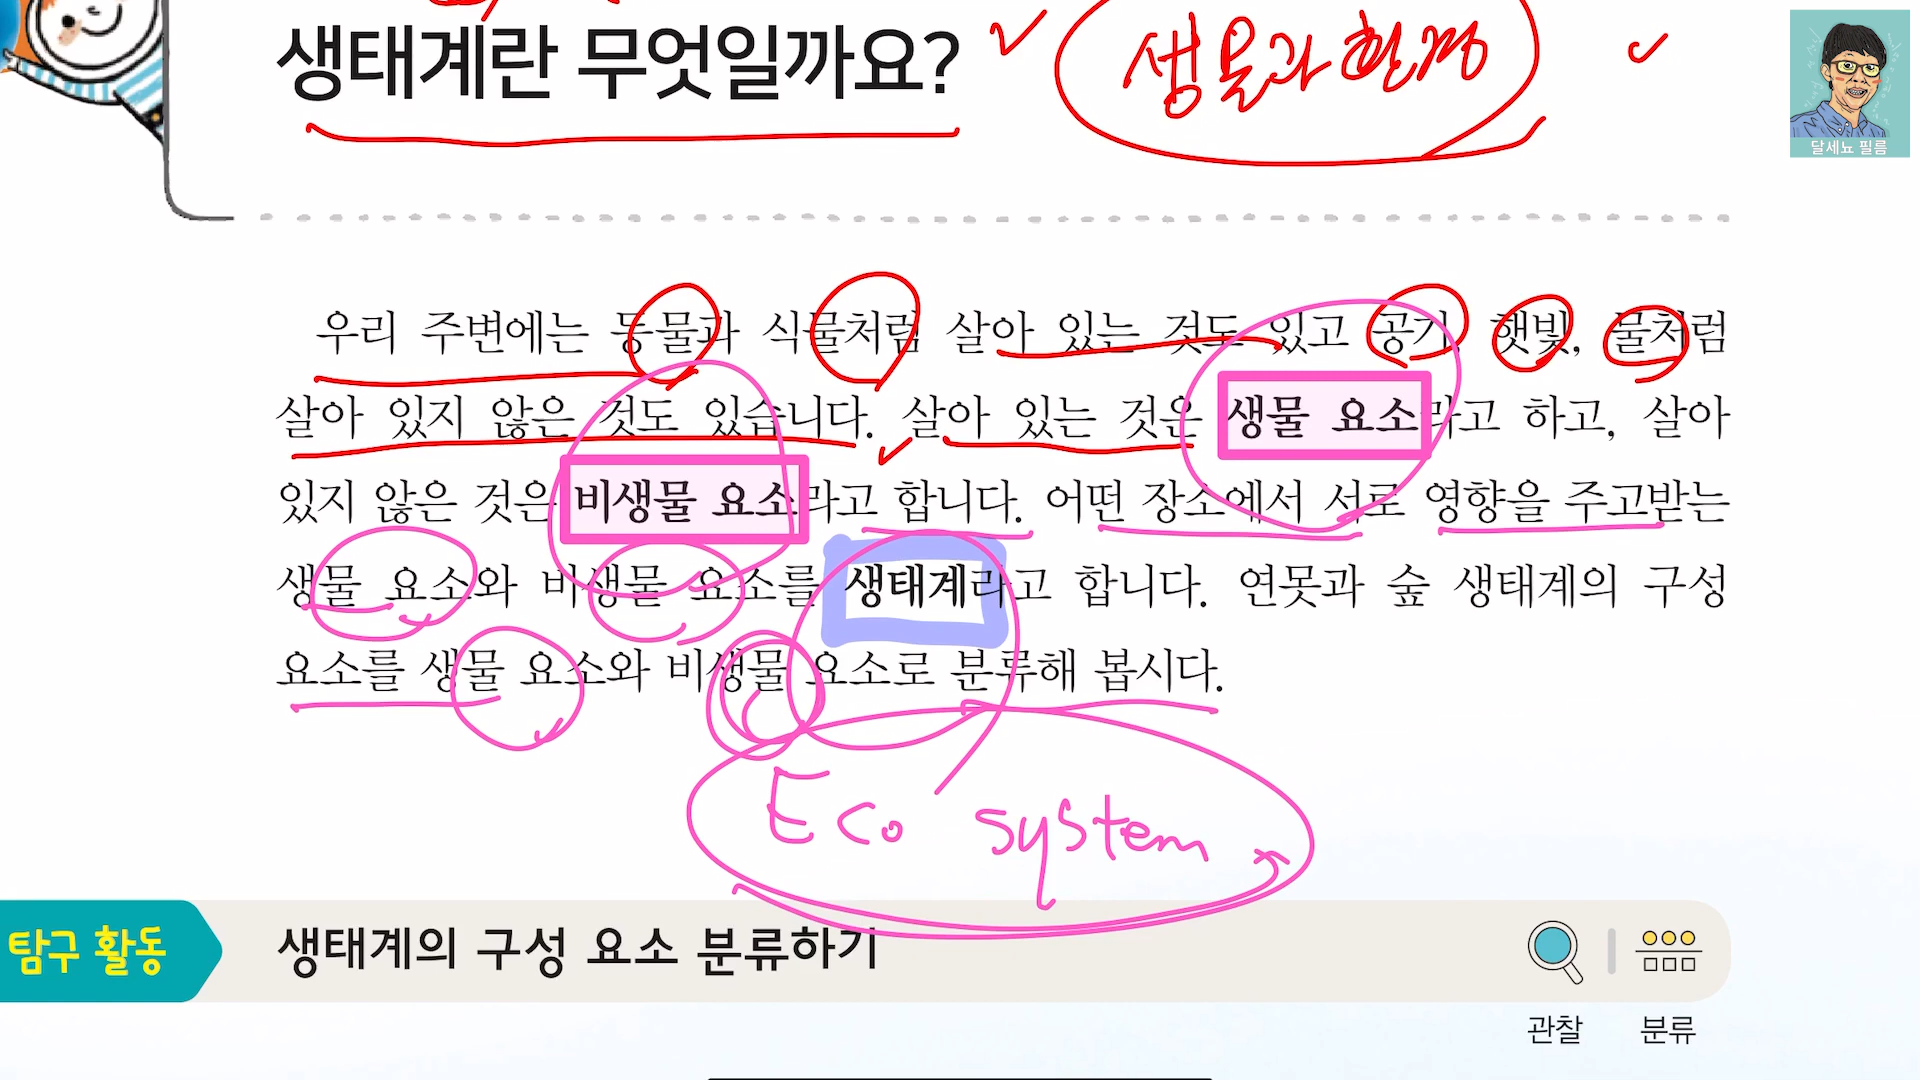 생태계란 무엇일까요?
생물과 환경
달세뇨 필름
우리 주변에는 동물과 식물처럼 살아 있는 것도 있고 공기, 햇빛, 물처럼
살아 있지 않은 것도 있습니다. 살아 있는 것은 생물 요소라고 하고, 살아
있지 않은 것은 비생물 요소라고 합니다. 어떤 장소에서 서로 영향을 주고받는
생물 요소와 비생물 요소를 생태계라고 합니다. 연못과 숲 생태계의 구성
요소를 생물 요소와 비생물 요소로 분류해 봅시다.
Eco system
탐구 활동
생태계의 구성 요소 분류하기
관찰
분류